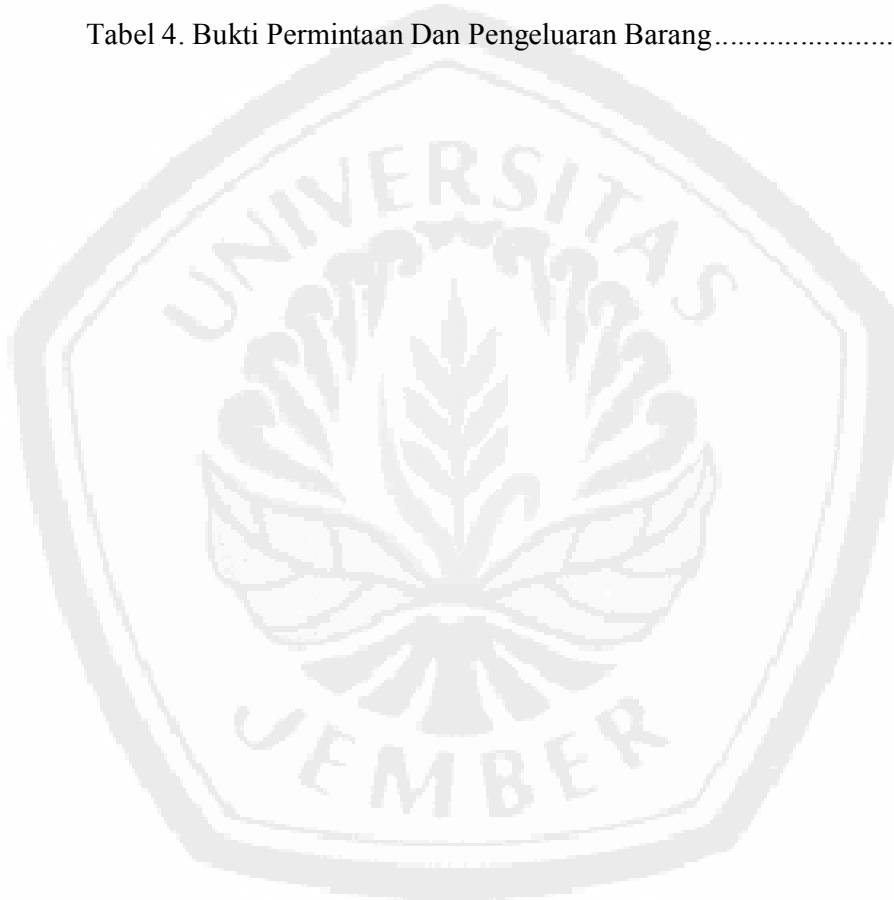 Tabel 4. Bukti Permintaan Dan Pengeluaran Barang.......................
UNIVERSITAS
JEMBER